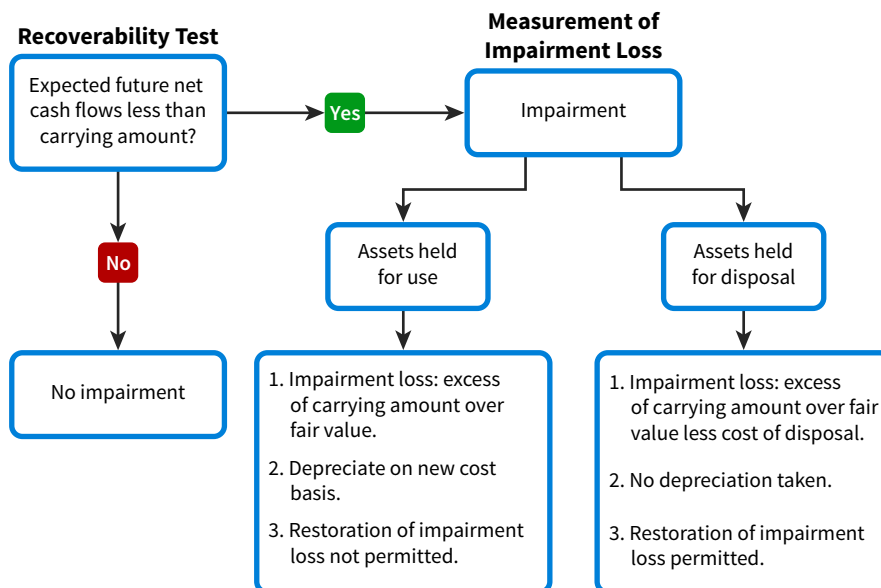 Recoverability Test
Measurement of
Impairment Loss
Expected future net
cash flows less than
carrying amount?
Yes
Impairment
No
Assets held
for use
Assets held
for disposal
No impairment
1. Impairment loss: excess
of carrying amount over
fair value.
2. Depreciate on new cost
basis.
3. Restoration of impairment
loss not permitted.
1. Impairment loss: excess
of carrying amount over fair
value less cost of disposal.
2. No depreciation taken.
3. Restoration of impairment
loss permitted.